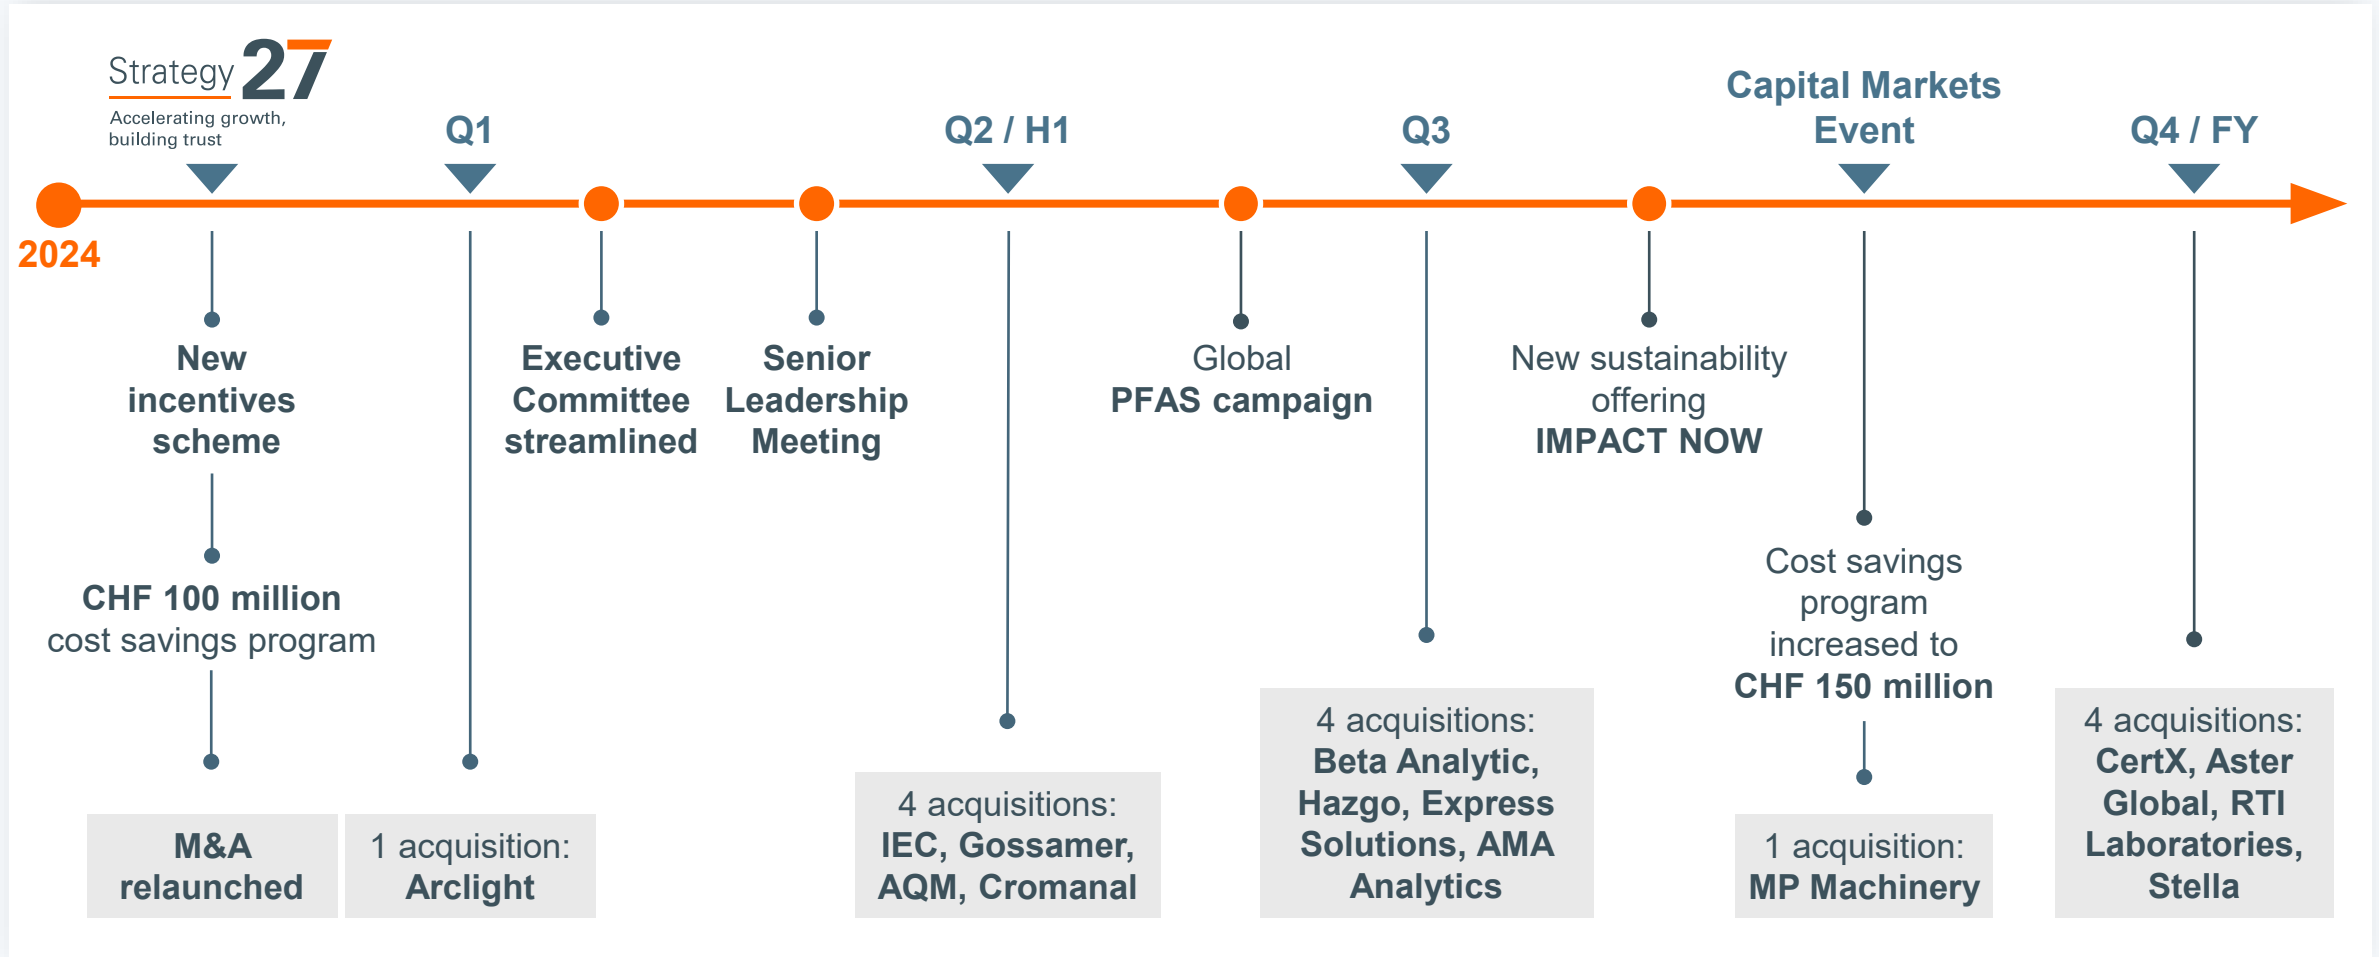 Strategy 27
Accelerating growth,
building trust
Q1
Q2 / H1
Q3
Capital Markets
Event
Q4 / FY
2024
New
incentives
scheme
CHF 100 million
cost savings program
M&A
relaunched
1 acquisition:
Arclight
Executive
Committee
streamlined
Senior
Leadership
Meeting
4 acquisitions:
IEC, Gossamer,
AQM, Cromanal
Global
PFAS campaign
4 acquisitions:
Beta Analytic,
Hazgo, Express
Solutions, AMA
Analytics
New sustainability
offering
IMPACT NOW
Cost savings
program
increased to
CHF 150 million
1 acquisition:
MP Machinery
4 acquisitions:
CertX, Aster
Global, RTI
Laboratories,
Stella